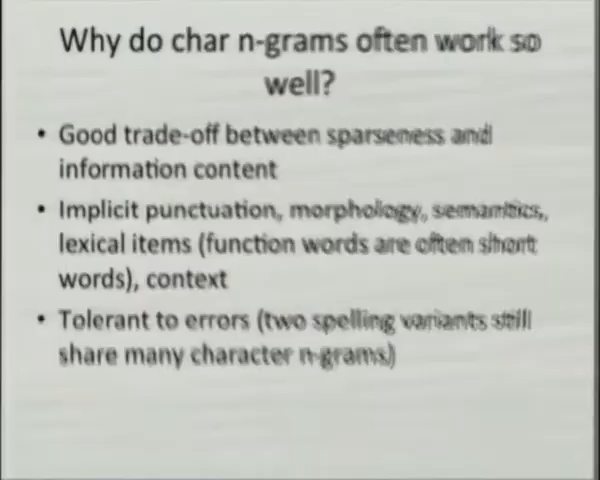 Why do char n-grams often work so
well?
• Good trade-off between sparseness and
information content
• Implicit punctuation, morphology, semantics,
lexical items (function words are often short
words), context
• Tolerant to errors (two spelling variants still
share many character n-grams)